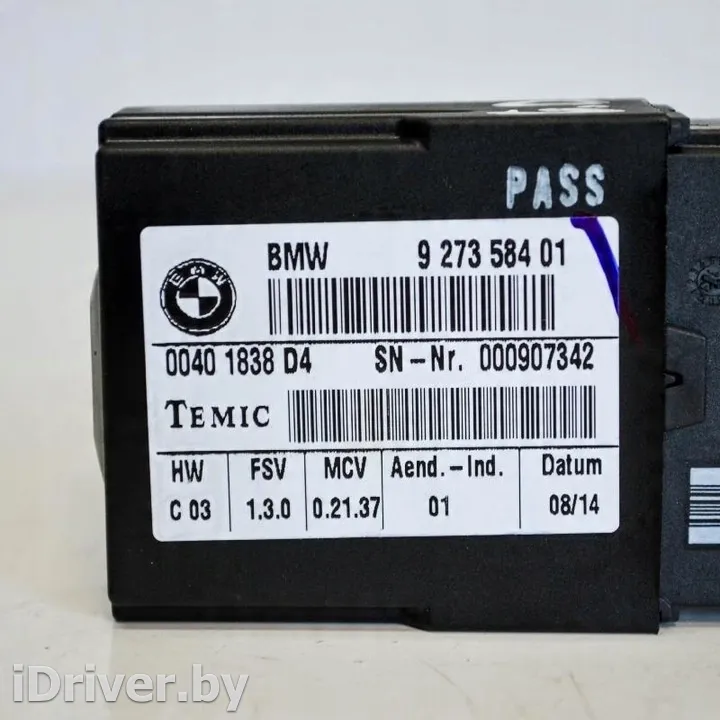 PASS
BMW 9 273 584 01
BMW
0040 1838 D4 SN-Nr. 000907342
TEMIC
HW FSV MCV Aend.-Ind. Datum
C 03 1.3.0 0.21.37 01 08/14
iDriver.by